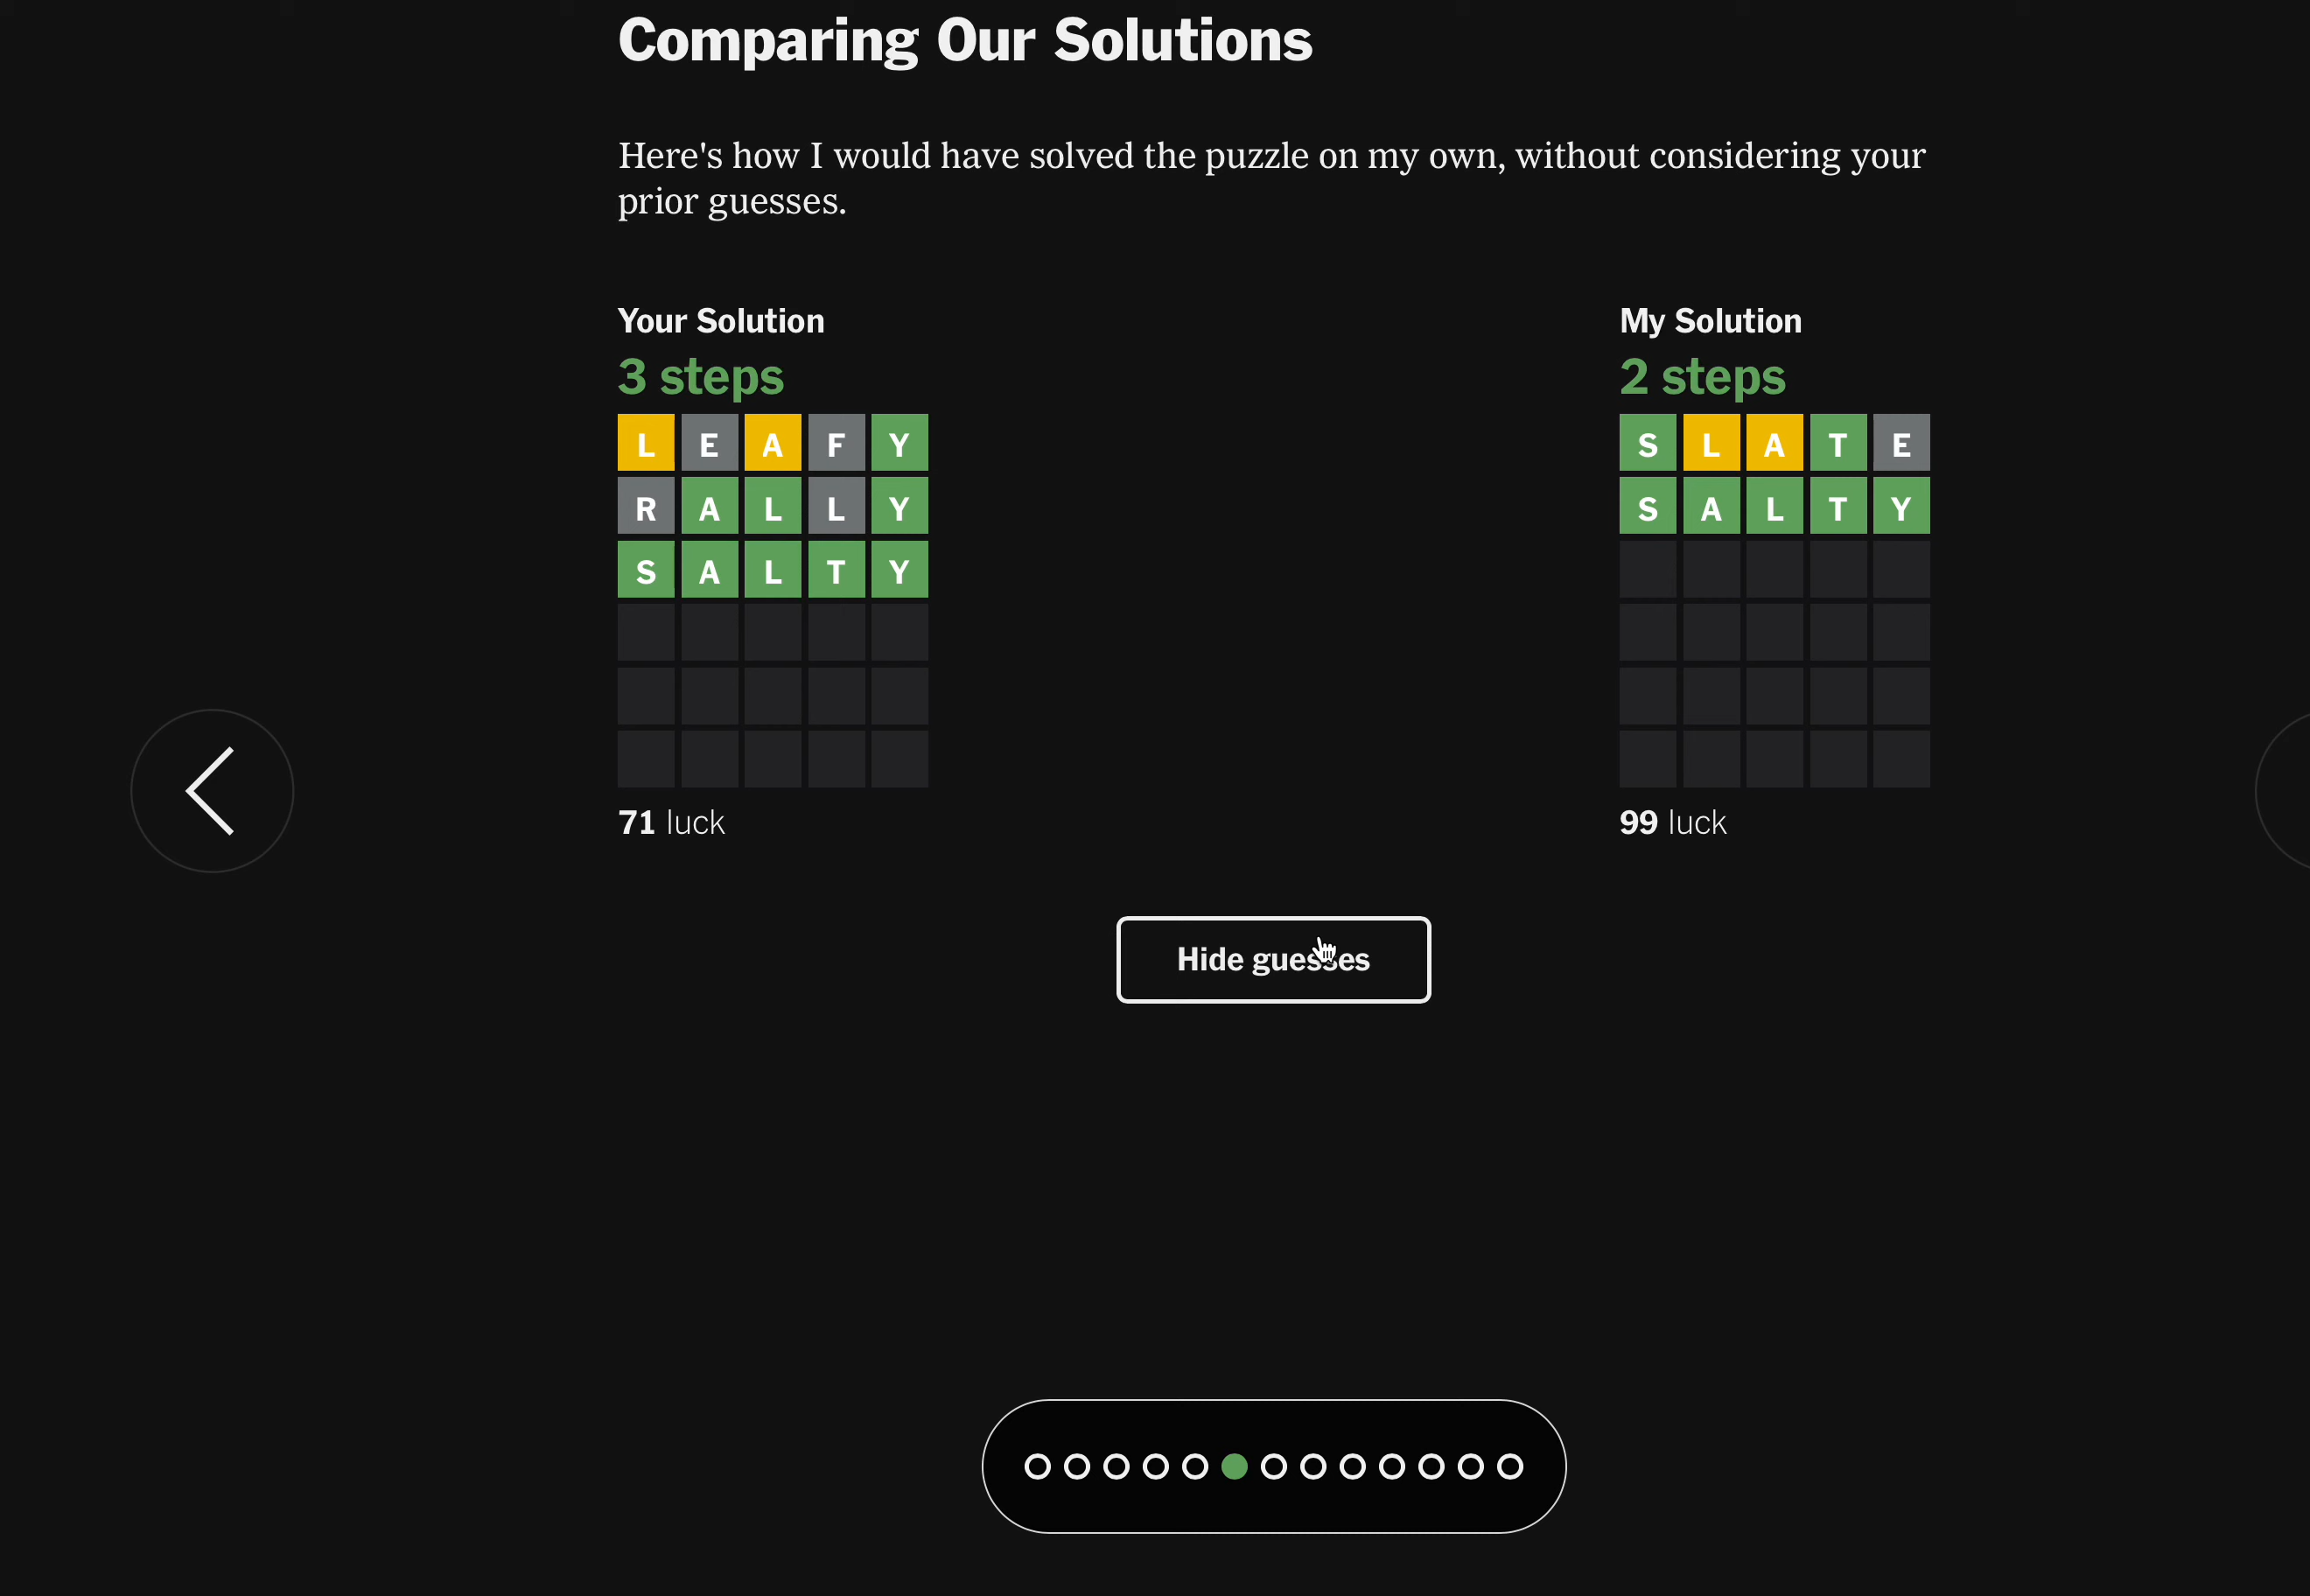 Comparing Our Solutions
Here's how I would have solved the puzzle on my own, without considering your
prior guesses.
Your Solution
3 steps
L E A F Y
R A L L Y
S A L T Y
71 luck
My Solution
2 steps
S L A T E
S A L T Y
99 luck
Hide guesses